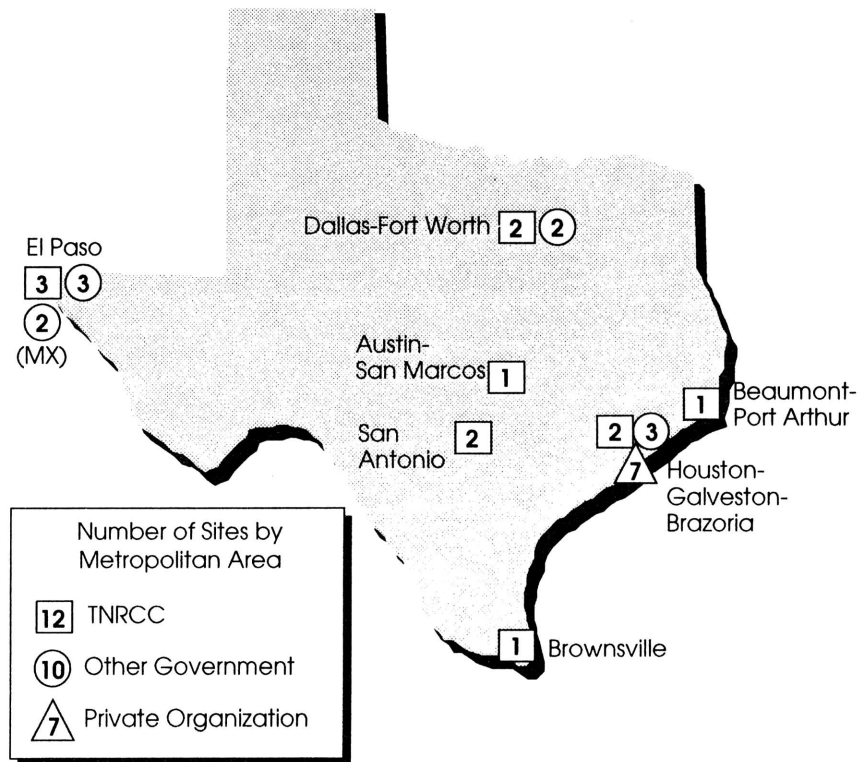 Dallas-Fort Worth 2 2
El Paso
3 3
2
(MX)
Austin-
San Marcos 1
Beaumont-
Port Arthur
1
San
Antonio 2
2 3
7
Houston-
Galveston-
Brazoria
Number of Sites by
Metropolitan Area
12 TNRCC
10 Other Government
7 Private Organization
1 Brownsville